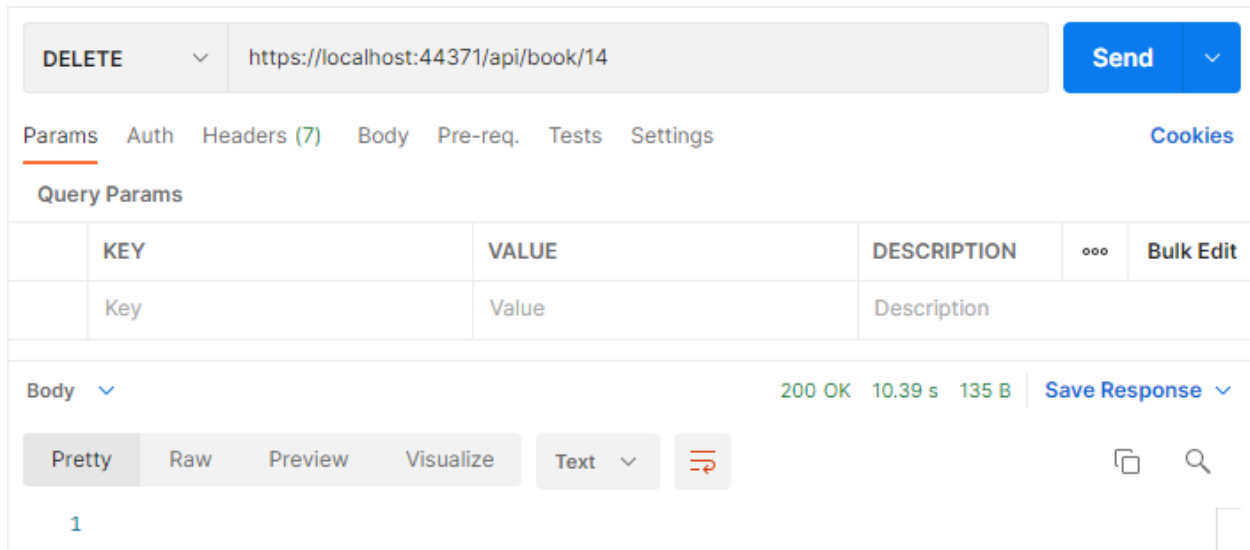 DELETE https://localhost:44371/api/book/14 Send
Params Auth Headers (7) Body Pre-req. Tests Settings Cookies
Query Params
KEY VALUE DESCRIPTION ooo Bulk Edit
Key Value Description
Body 200 OK 10.39 s 135 B Save Response
Pretty Raw Preview Visualize Text
1